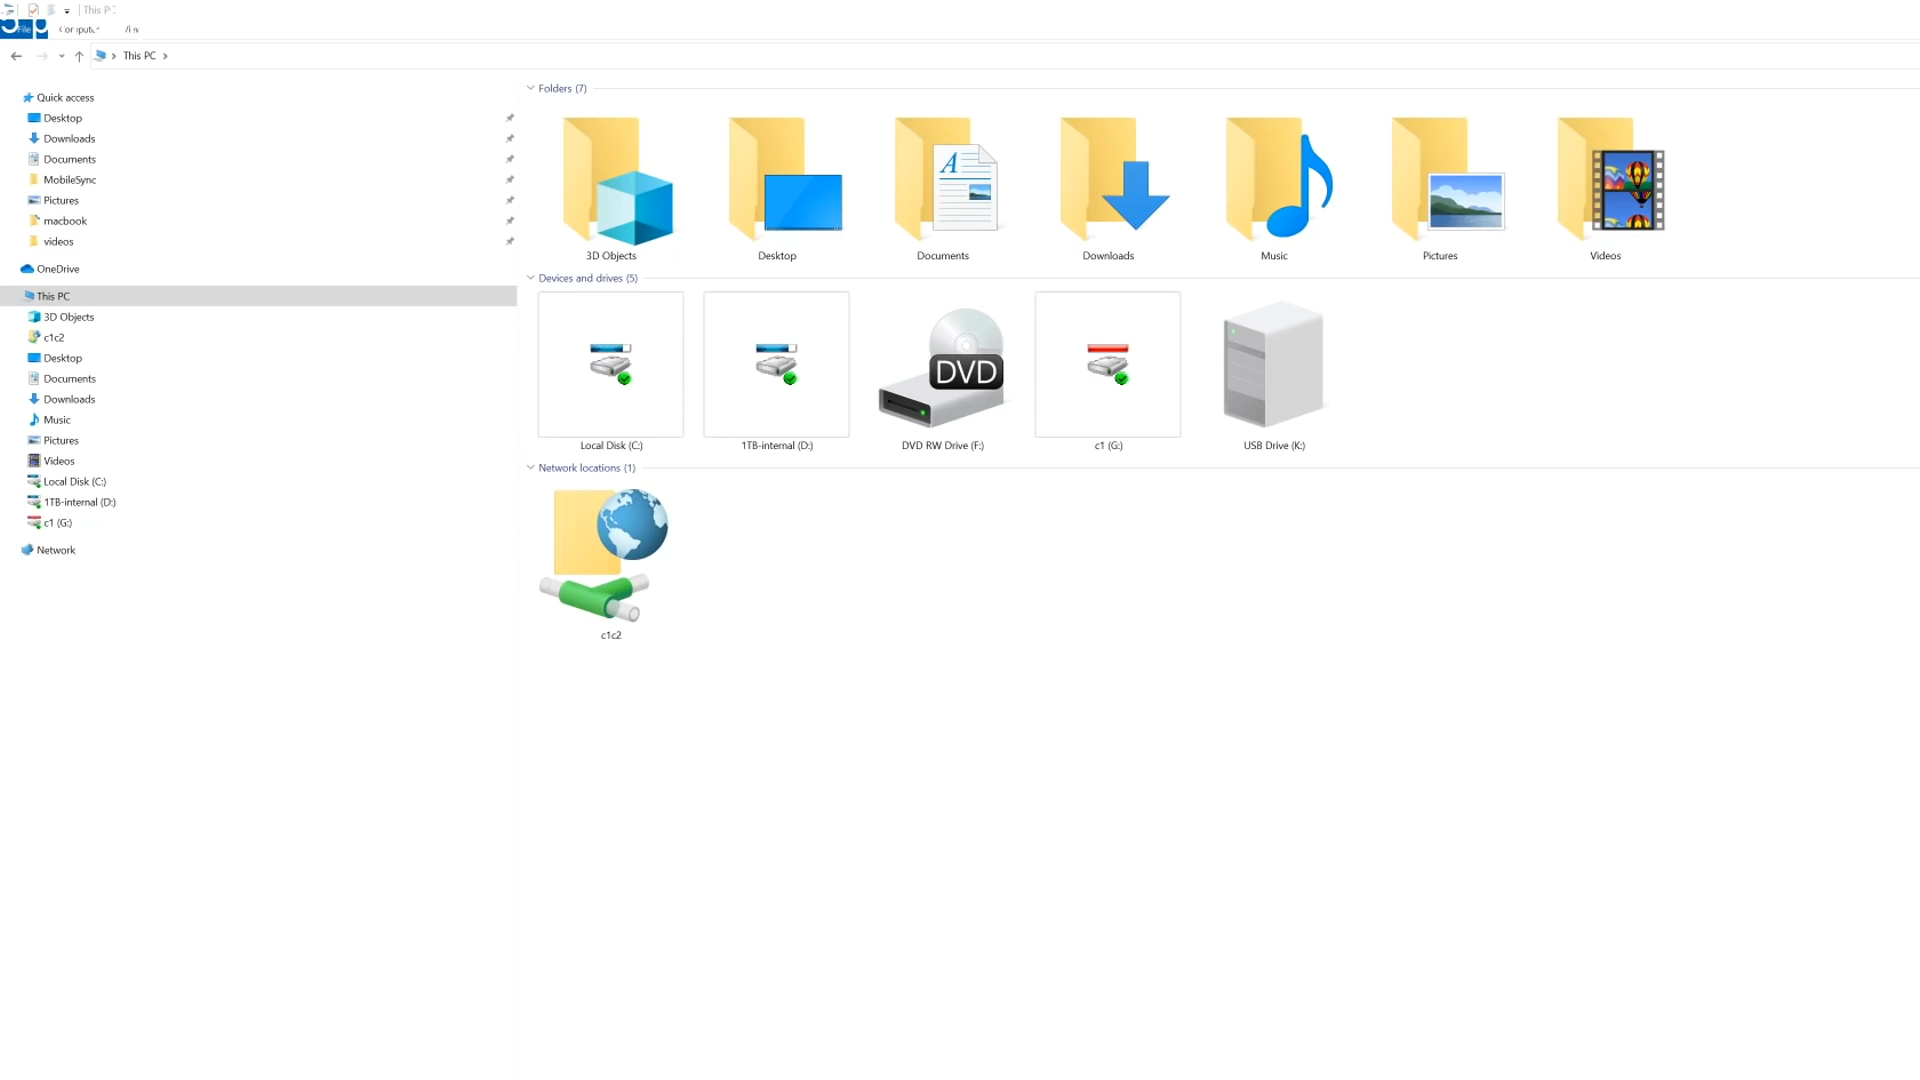 This PC
File
This PC
Quick access
Desktop
Downloads
Documents
MobileSync
Pictures
macbook
videos
OneDrive
This PC
3D Objects
c1c2
Desktop
Documents
Downloads
Music
Pictures
Videos
Local Disk (C:)
1TB-internal (D:)
c1 (G:)
Network
Folders (7)
3D Objects
Desktop
Documents
Downloads
Music
Pictures
Videos
Devices and drives (5)
DVD
Local Disk (C:)
1TB-internal (D:)
DVD RW Drive (F:)
c1 (G:)
USB Drive (K:)
Network locations (1)
c1c2